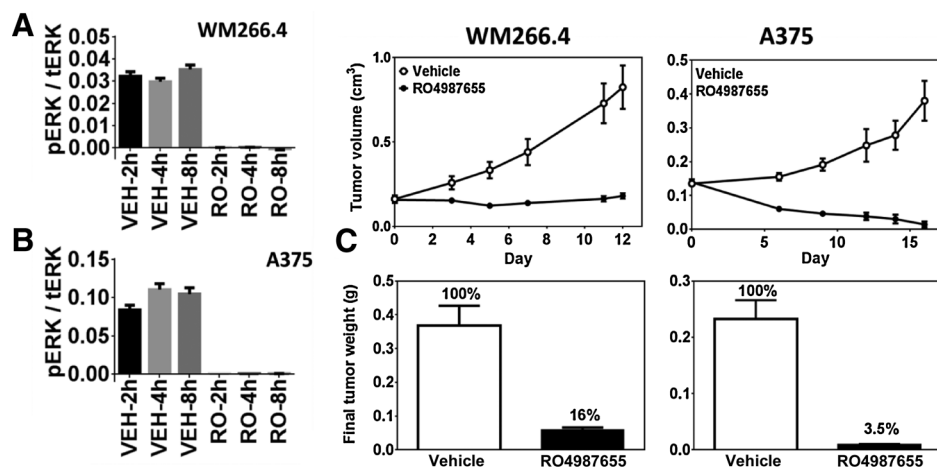 A
WM266.4
pERK / tERK
0.05
0.04
0.03
0.02
0.01
0.00
VEH-2h
VEH-4h
VEH-8h
RO-2h
RO-4h
RO-8h
B
A375
pERK / tERK
0.15
0.10
0.05
0.00
VEH-2h
VEH-4h
VEH-8h
RO-2h
RO-4h
RO-8h
WM266.4
Tumor volume (cm3)
1.0
0.5
0.0
Vehicle
RO4987655
0 2 4 6 8 10 12
Day
A375
0.5
0.4
0.3
0.2
0.1
0.0
Vehicle
RO4987655
0 5 10 15
Day
C
Final tumor weight (g)
0.5
0.4
0.3
0.2
0.1
0.0
100%
16%
Vehicle RO4987655
0.3
0.2
0.1
0.0
100%
3.5%
Vehicle RO4987655